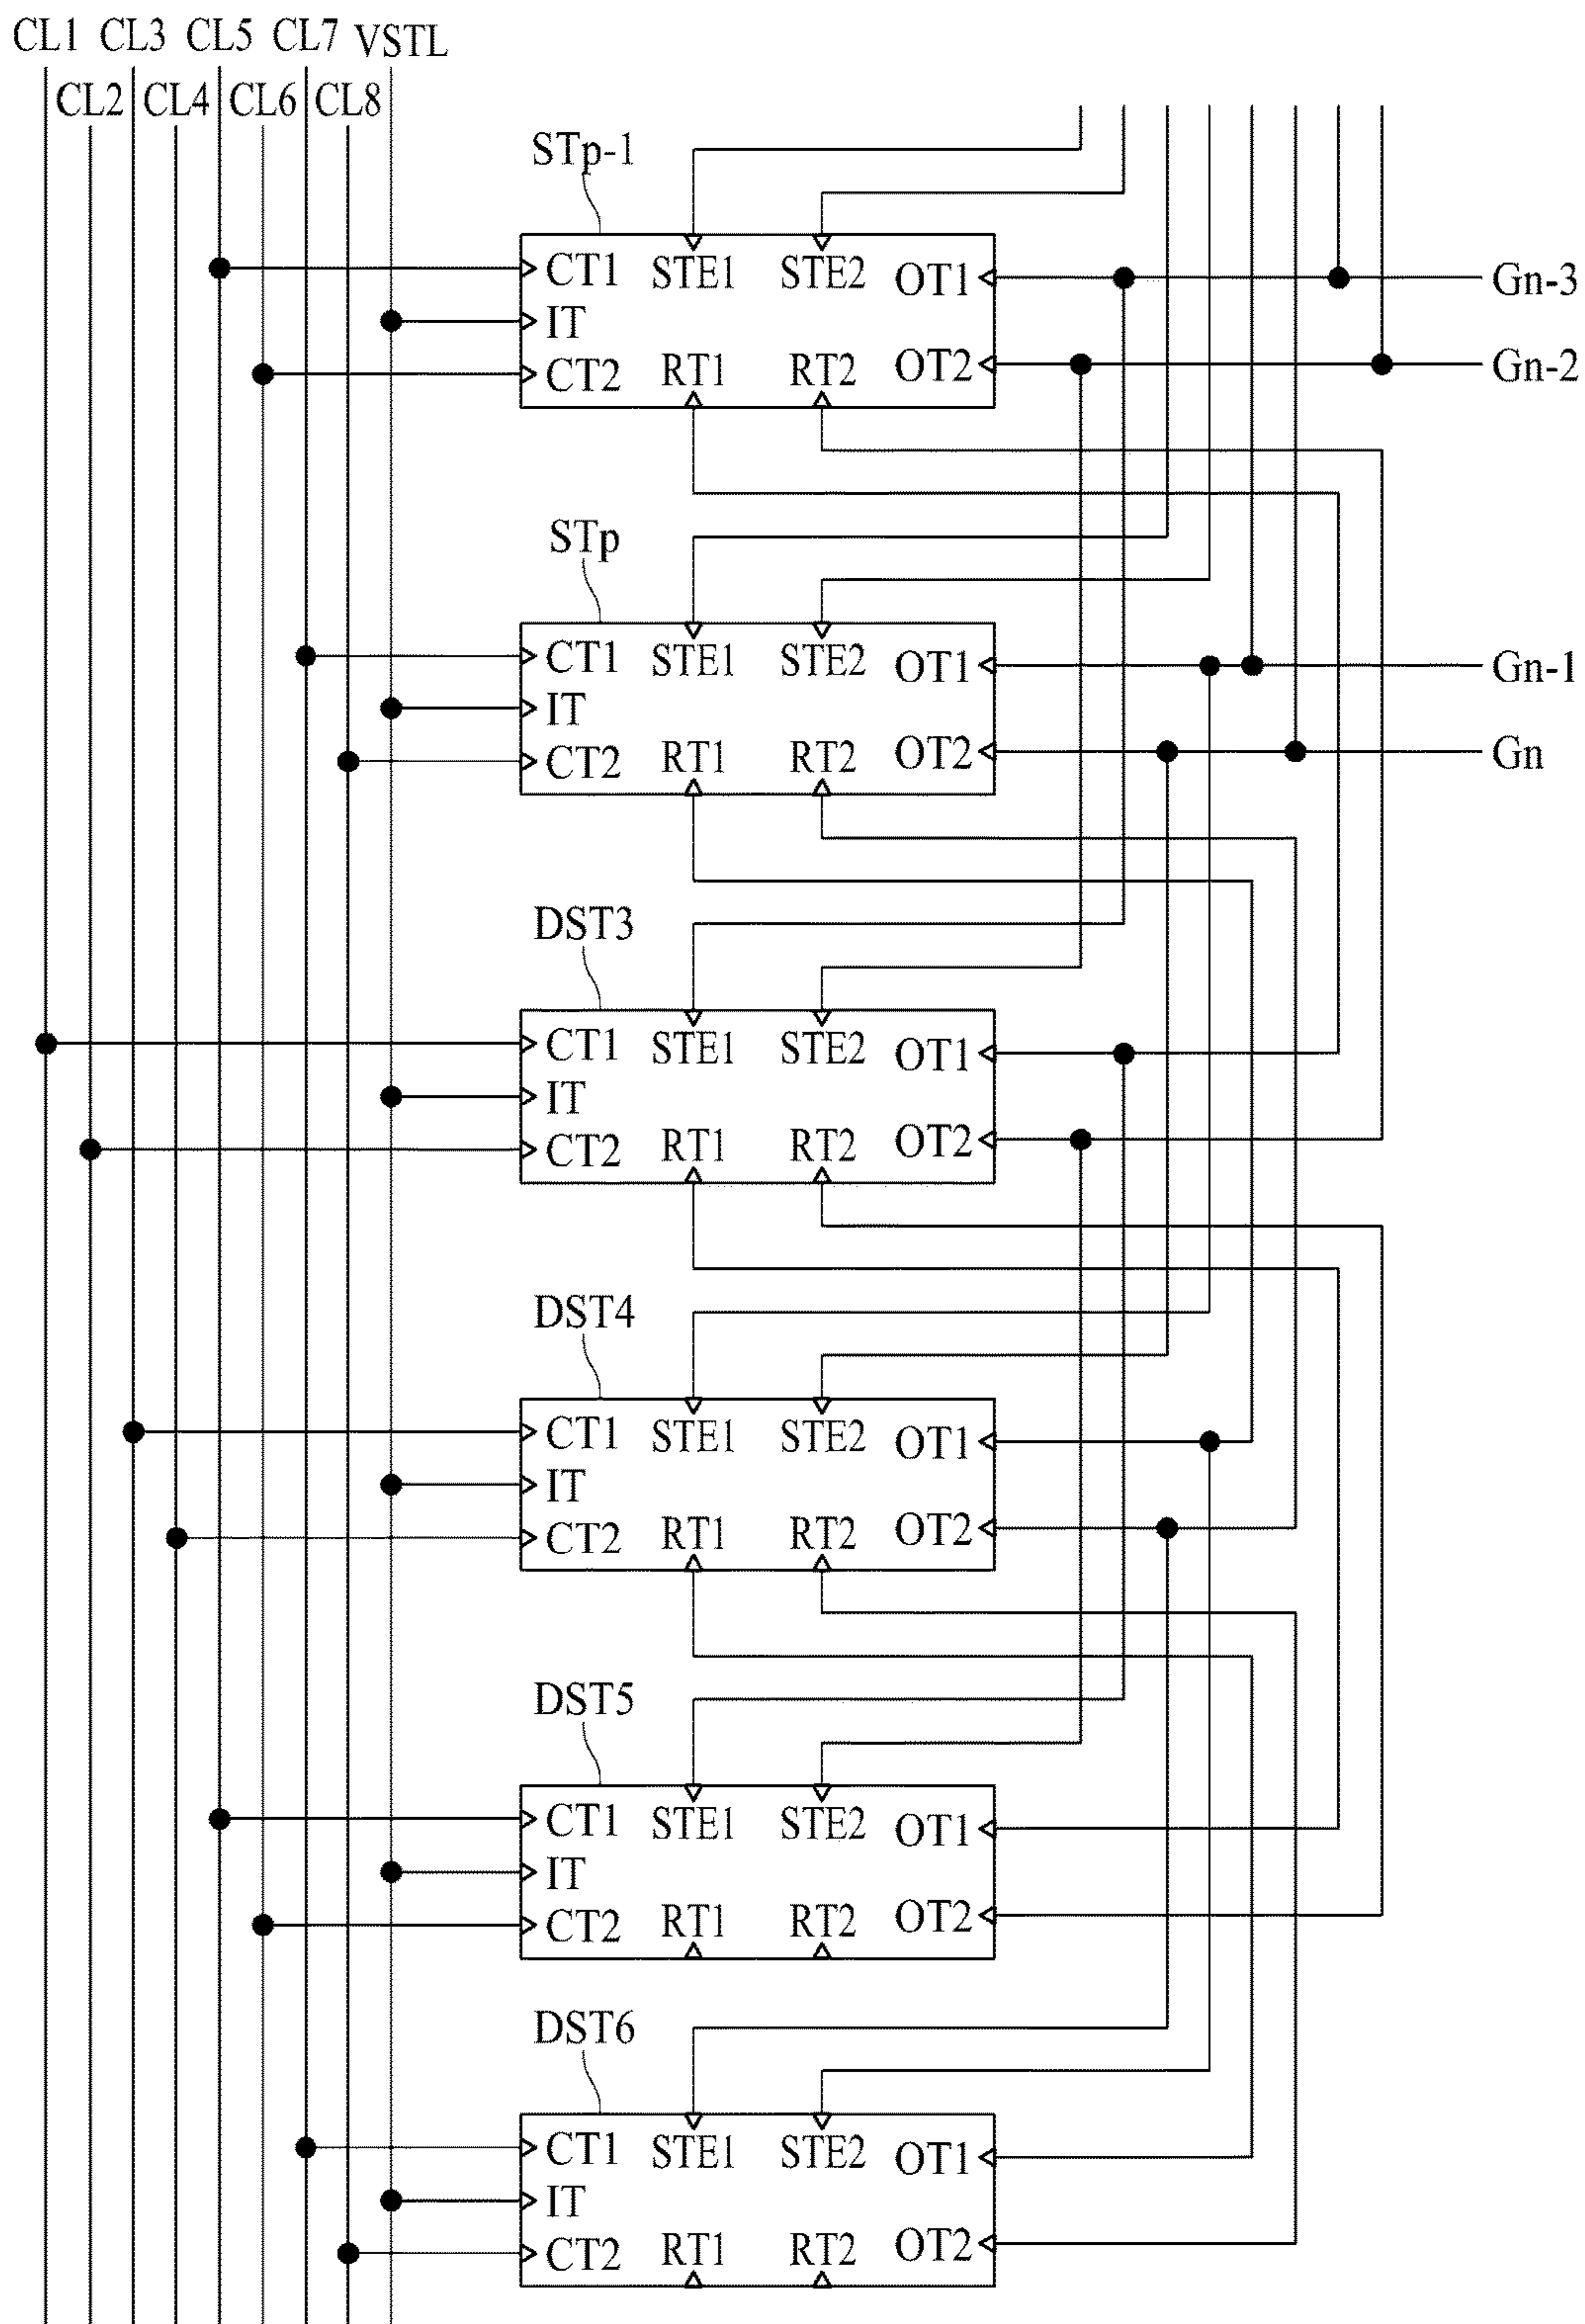 CL1 CL3 CL5 CL7 VSTL
CL2 CL4 CL6 CL8
STp-1
CT1 STE1 STE2 OT1 Gn-3
IT
CT2 RT1 RT2 OT2 Gn-2
STp
CT1 STE1 STE2 OT1 Gn-1
IT
CT2 RT1 RT2 OT2 Gn
DST3
CT1 STE1 STE2 OT1
IT
CT2 RT1 RT2 OT2
DST4
CT1 STE1 STE2 OT1
IT
CT2 RT1 RT2 OT2
DST5
CT1 STE1 STE2 OT1
IT
CT2 RT1 RT2 OT2
DST6
CT1 STE1 STE2 OT1
IT
CT2 RT1 RT2 OT2